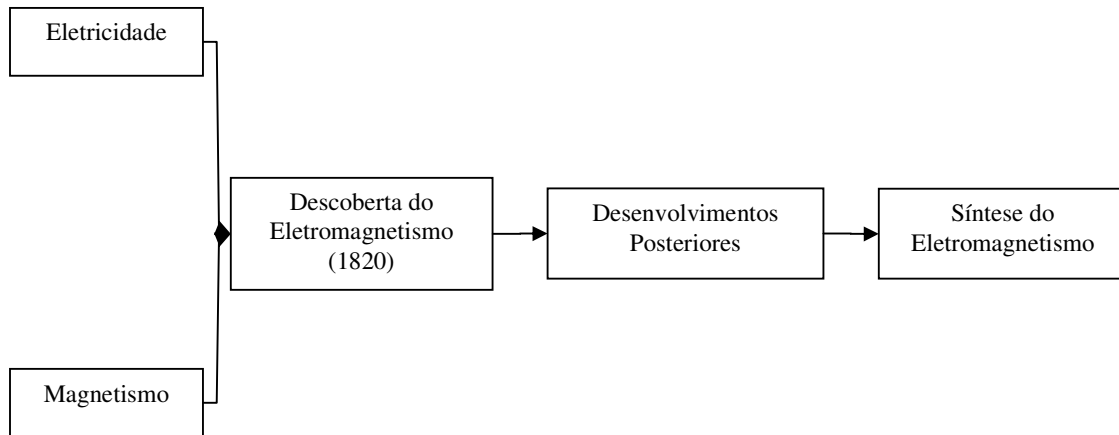 Eletricidade
Descoberta do
Eletromagnetismo
(1820)
Desenvolvimentos
Posteriores
Síntese do
Eletromagnetismo
Magnetismo